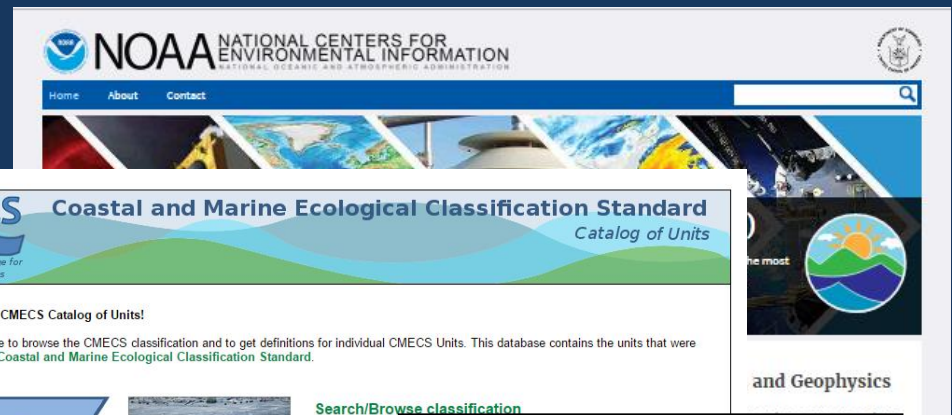 NOAA NATIONAL CENTERS FOR
ENVIRONMENTAL INFORMATION
NATIONAL OCEANIC AND ATMOSPHERIC ADMINISTRATION
Home About Contact
S
Coastal and Marine Ecological Classification Standard
Catalog of Units
he most
e for
s
CMECS Catalog of Units!
e to browse the CMECS classification and to get definitions for individual CMECS Units. This database contains the units that were
Coastal and Marine Ecological Classification Standard.
and Geophysics
Search/Browse classification